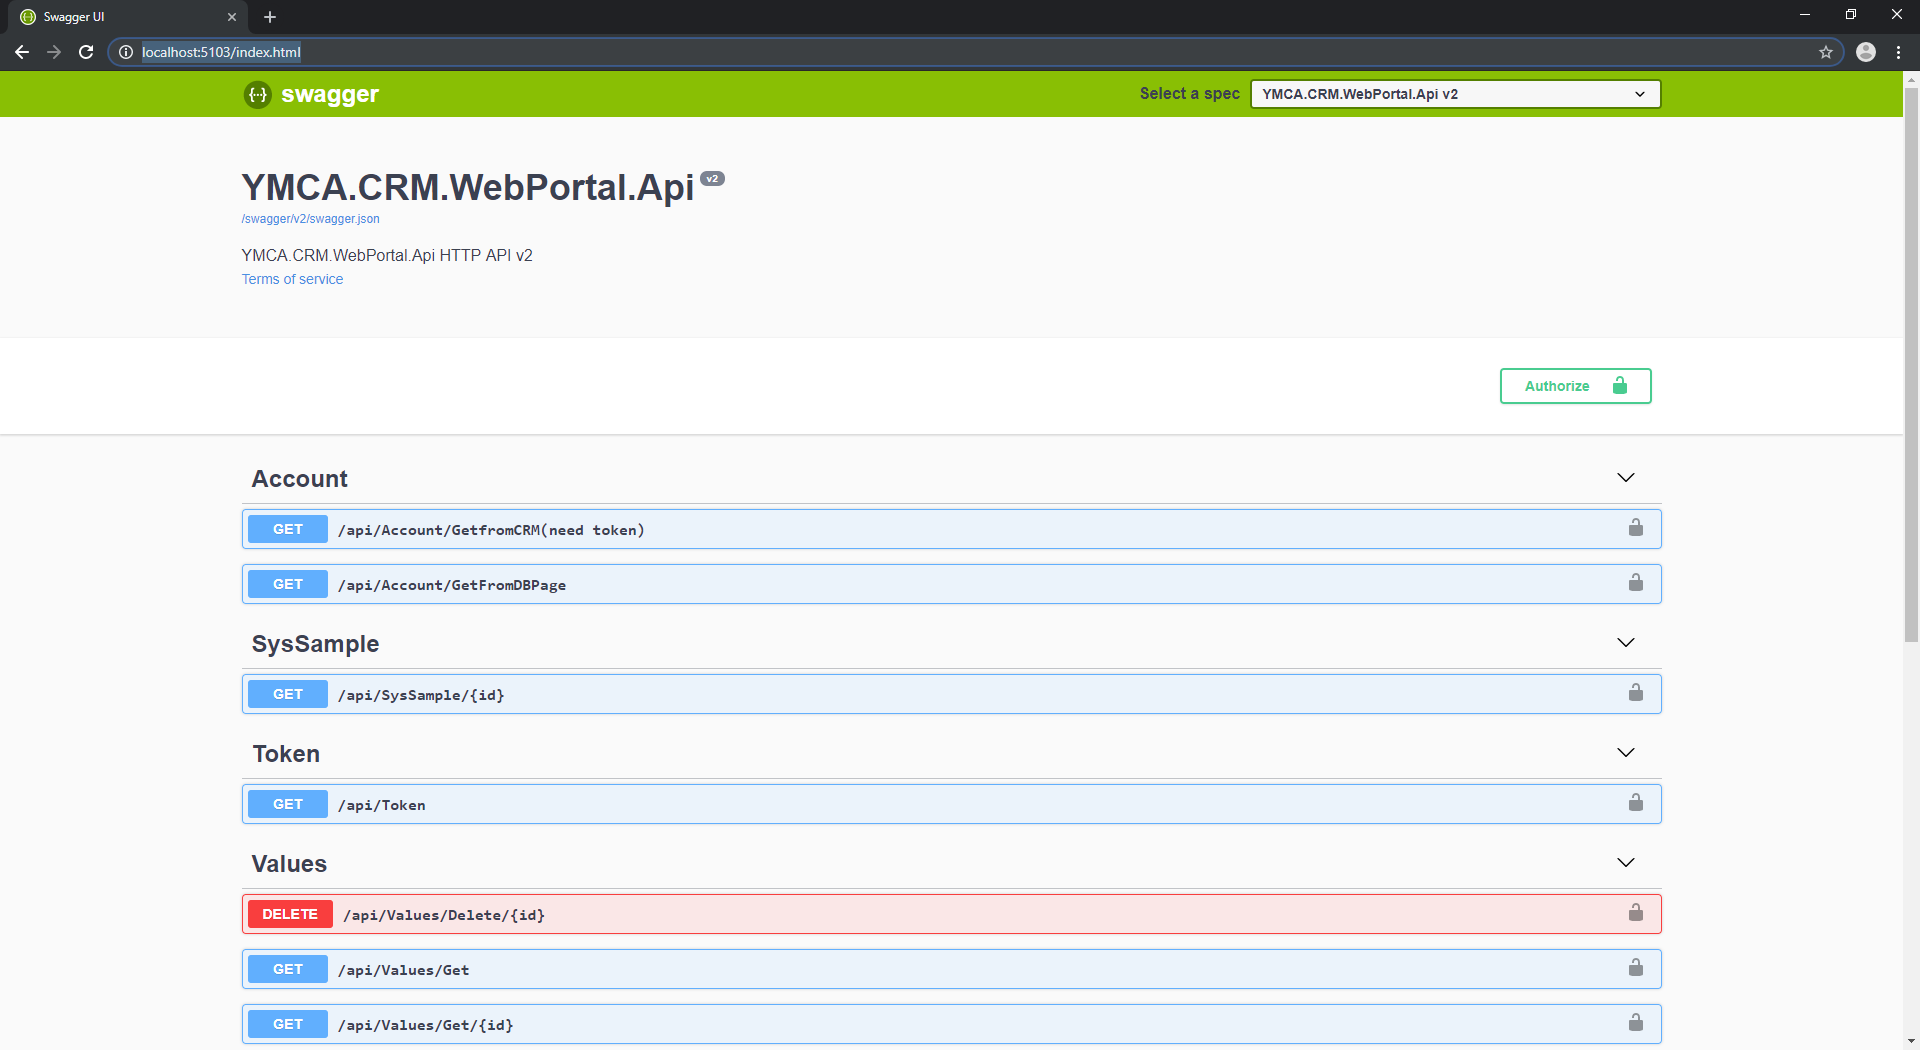 Swagger UI
localhost:5103/index.html
{...} swagger
Select a spec
YMCA.CRM.WebPortal.Api v2
YMCA.CRM.WebPortal.Api v2
/swagger/v2/swagger.json
YMCA.CRM.WebPortal.Api HTTP API v2
Terms of service
Authorize
Account
GET /api/Account/GetfromCRM(need token)
GET /api/Account/GetFromDBPage
SysSample
GET /api/SysSample/{id}
Token
GET /api/Token
Values
DELETE /api/Values/Delete/{id}
GET /api/Values/Get
GET /api/Values/Get/{id}